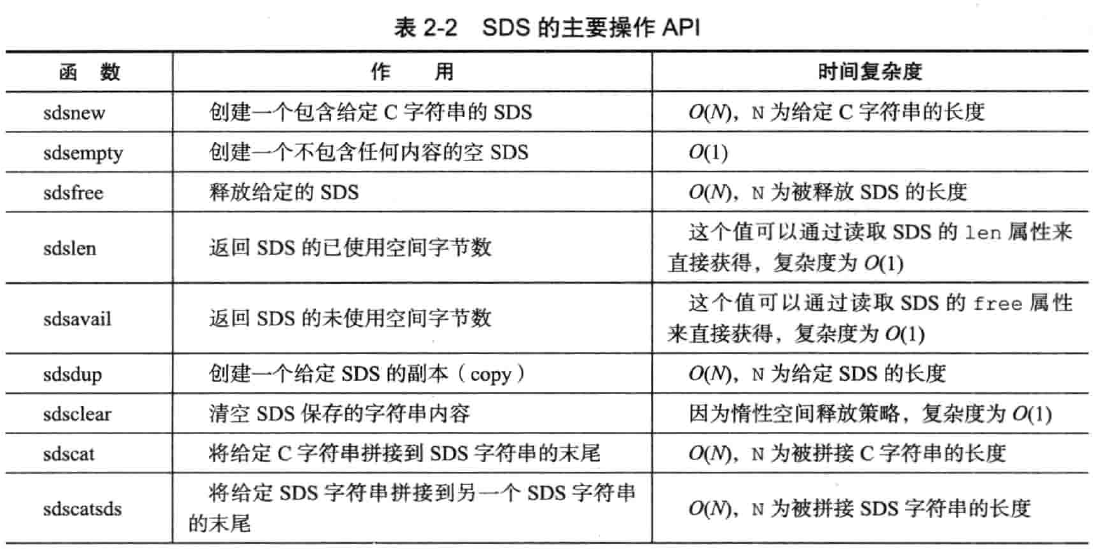 表 2-2 SDS 的主要操作 API
函 数 作 用 时间复杂度
sdsnew 创建一个包含给定 C 字符串的 SDS O(N)，N 为给定 C 字符串的长度
sdsempty 创建一个不包含任何内容的空 SDS O(1)
sdsfree 释放给定的 SDS O(N)，N 为被释放 SDS 的长度
sdslen 返回 SDS 的已使用空间字节数 这个值可以通过读取 SDS 的 len 属性来
直接获得，复杂度为 O(1)
sdsavail 返回 SDS 的未使用空间字节数 这个值可以通过读取 SDS 的 free 属性
来直接获得，复杂度为 O(1)
sdsdup 创建一个给定 SDS 的副本（copy） O(N)，N 为给定 SDS 的长度
sdsclear 清空 SDS 保存的字符串内容 因为惰性空间释放策略，复杂度为 O(1)
sdscat 将给定 C 字符串拼接到 SDS 字符串的末尾 O(N)，N 为被拼接 C 字符串的长度
sdscatsds 将给定 SDS 字符串拼接到另一个 SDS 字符串
的末尾 O(N)，N 为被拼接 SDS 字符串的长度